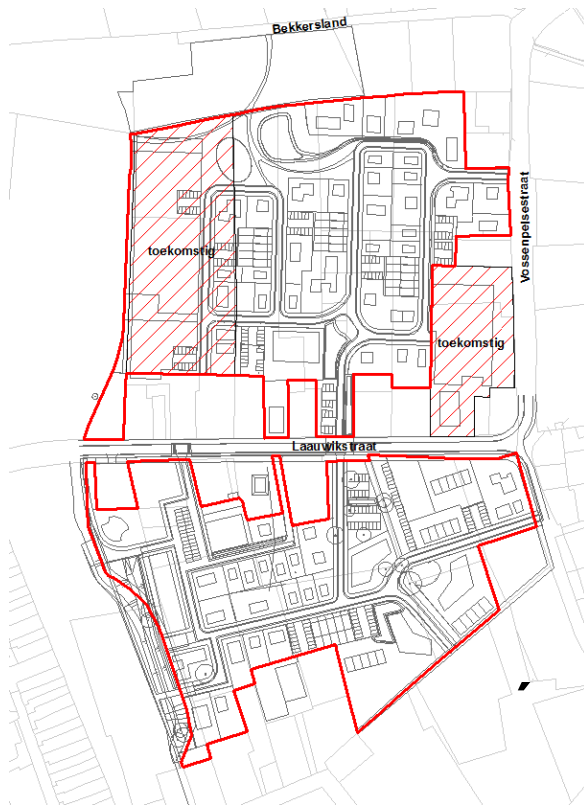 Bekkersland
Vossenpelsestraat
toekomstig
toekomstig
Laauwikstraat